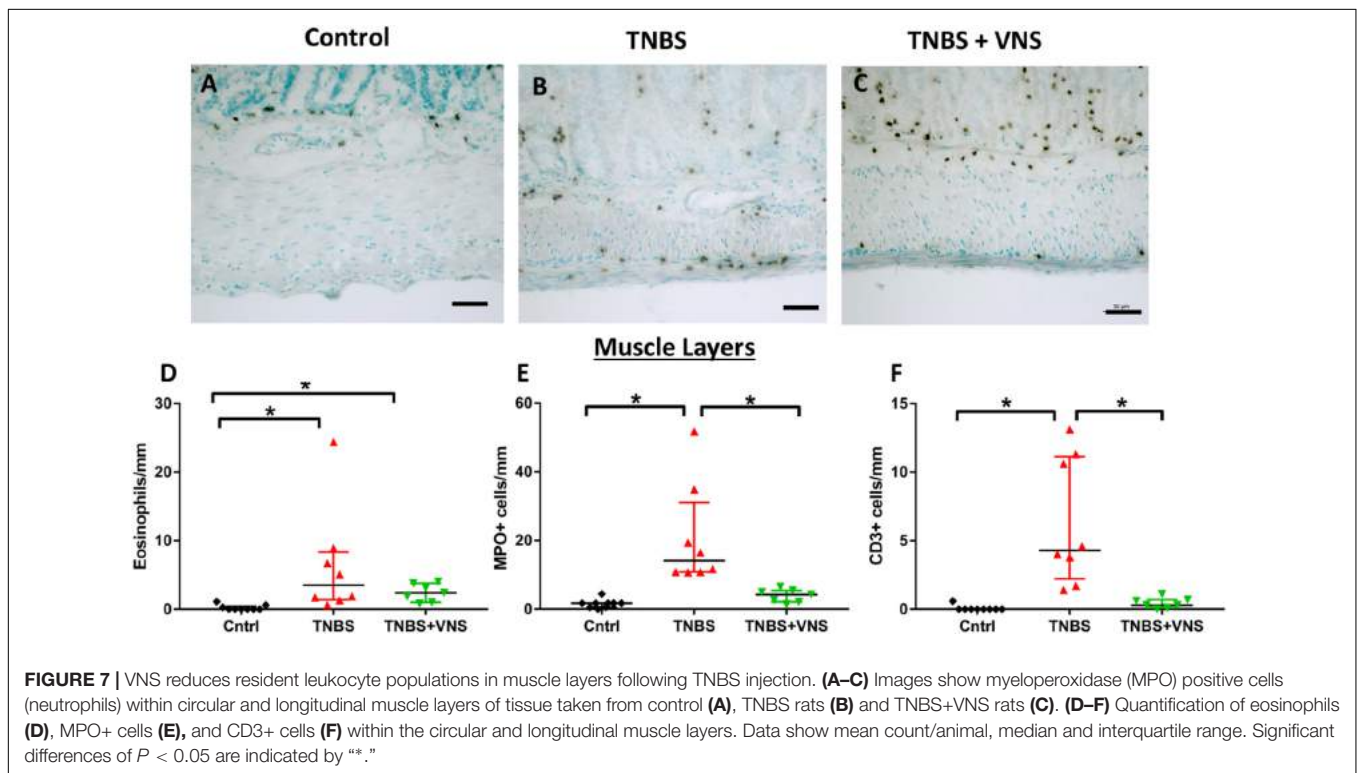 Control TNBS TNBS + VNS
A B C
50 µm
Muscle Layers
D E F
* * * * * *
30
20
10
0
Eosinophils/mm
Cntrl TNBS TNBS+VNS
60
40
20
0
MPO+ cells/mm
Cntrl TNBS TNBS+VNS
15
10
5
0
CD3+ cells/mm
Cntrl TNBS TNBS+VNS
FIGURE 7 | VNS reduces resident leukocyte populations in muscle layers following TNBS injection. (A–C) Images show myeloperoxidase (MPO) positive cells
(neutrophils) within circular and longitudinal muscle layers of tissue taken from control (A), TNBS rats (B) and TNBS+VNS rats (C). (D–F) Quantification of eosinophils
(D), MPO+ cells (E), and CD3+ cells (F) within the circular and longitudinal muscle layers. Data show mean count/animal, median and interquartile range. Significant
differences of P < 0.05 are indicated by “*.”